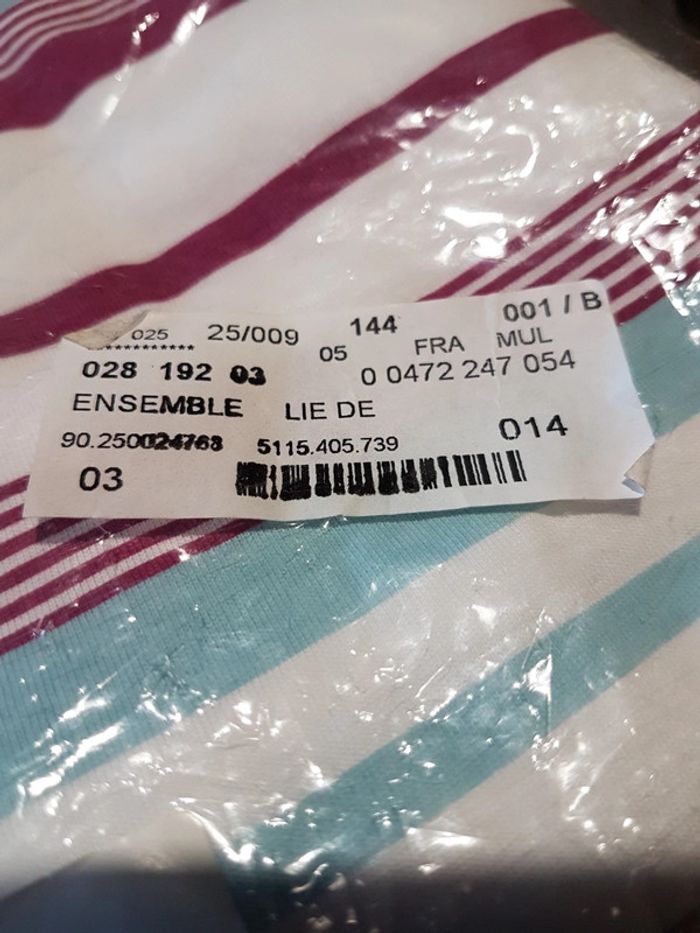 025 25/009 144 001 / B
*********** 05 FRA MUL
028 192 03 0 0472 247 054
ENSEMBLE LIE DE
90.250024768 5115.405.739 014
03